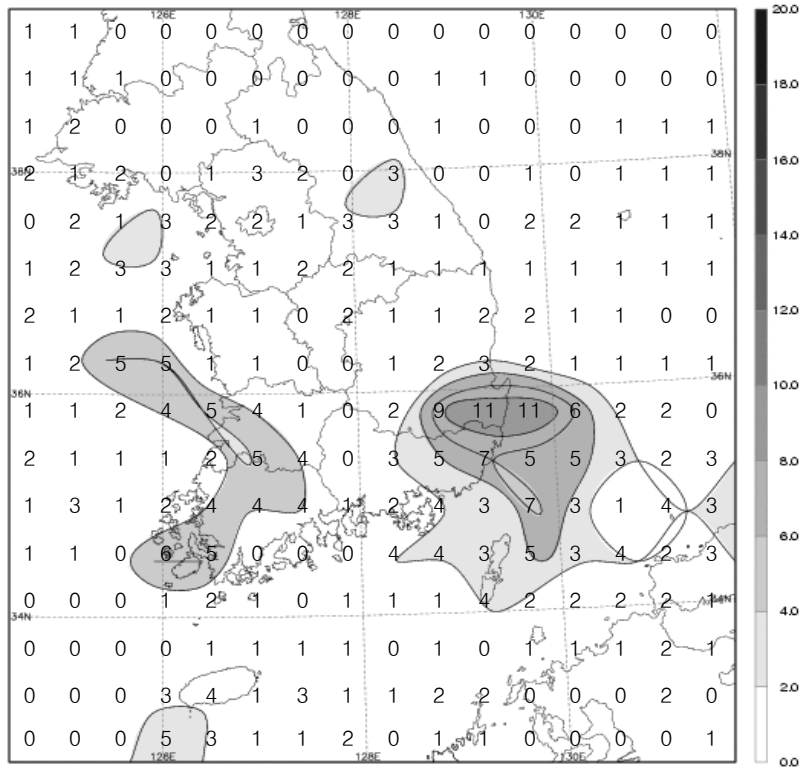 126E 128E 130E
1 1 0 0 0 0 0 0 0 0 0 0 0 0 0 0 20.0
1 1 1 0 0 0 0 0 0 1 1 0 0 0 0 0
18.0
1 2 0 0 0 1 0 0 0 1 0 0 0 1 1 1
38N 16.0
38N 2 1 2 0 1 3 2 0 3 0 0 1 0 1 1 1
0 2 1 3 2 2 1 3 3 1 0 2 2 1 1 1
14.0
1 2 3 3 1 1 2 2 1 1 1 1 1 1 1 1
2 1 1 2 1 1 0 2 1 1 2 2 1 1 0 0 12.0
1 2 5 5 1 1 0 0 1 2 3 2 1 1 1 1
36N
36N 10.0
1 1 2 4 5 4 1 0 2 9 11 11 6 2 2 0
2 1 1 1 2 5 4 0 3 5 7 5 5 3 2 3 8.0
1 3 1 2 4 4 4 1 2 4 3 7 3 1 4 3
6.0
1 1 0 6 5 0 0 0 4 4 3 5 3 4 2 3
0 0 0 1 2 1 0 1 1 1 4 2 2 2 2 1 34N
34N 4.0
0 0 0 0 1 1 1 1 0 1 0 1 1 1 2 1
0 0 0 3 4 1 3 1 1 2 2 0 0 0 2 0 2.0
0 0 0 5 3 1 1 2 0 1 1 0 0 0 0 1
126E 128E 130E 0.0